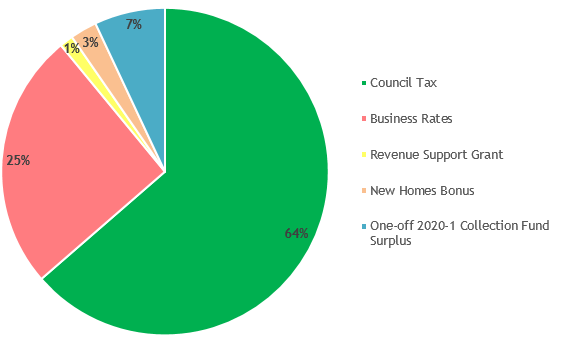 7%
3%
1%
25%
64%
Council Tax
Business Rates
Revenue Support Grant
New Homes Bonus
One-off 2020-1 Collection Fund
Surplus